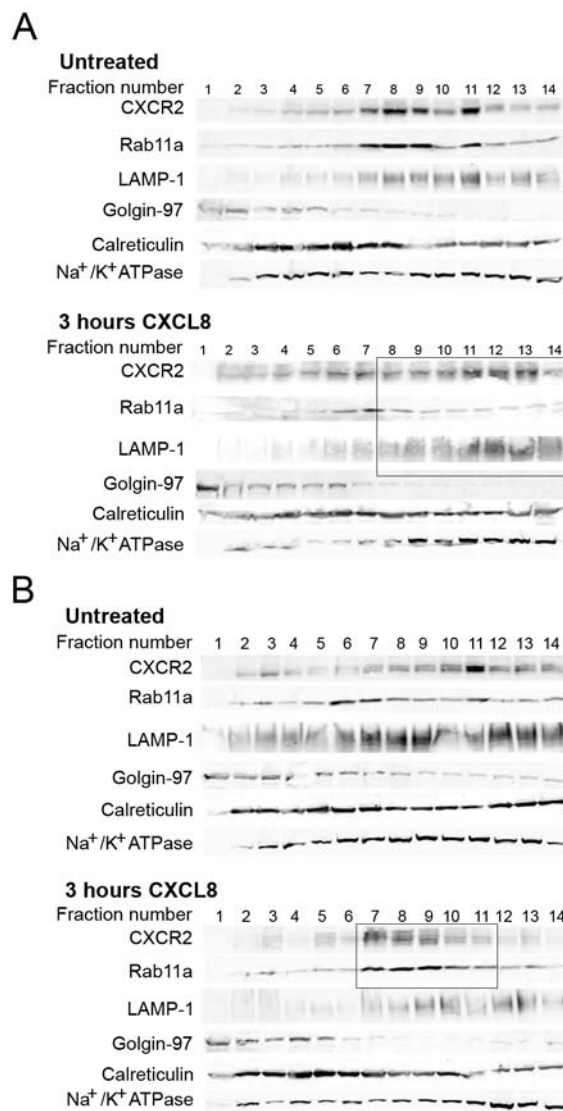 A
Untreated
Fraction number 1 2 3 4 5 6 7 8 9 10 11 12 13 14
CXCR2
Rab11a
LAMP-1
Golgin-97
Calreticulin
Na+/K+ATPase
3 hours CXCL8
Fraction number 1 2 3 4 5 6 7 8 9 10 11 12 13 14
CXCR2
Rab11a
LAMP-1
Golgin-97
Calreticulin
Na+/K+ATPase
B
Untreated
Fraction number 1 2 3 4 5 6 7 8 9 10 11 12 13 14
CXCR2
Rab11a
LAMP-1
Golgin-97
Calreticulin
Na+/K+ATPase
3 hours CXCL8
Fraction number 1 2 3 4 5 6 7 8 9 10 11 12 13 14
CXCR2
Rab11a
LAMP-1
Golgin-97
Calreticulin
Na+/K+ATPase